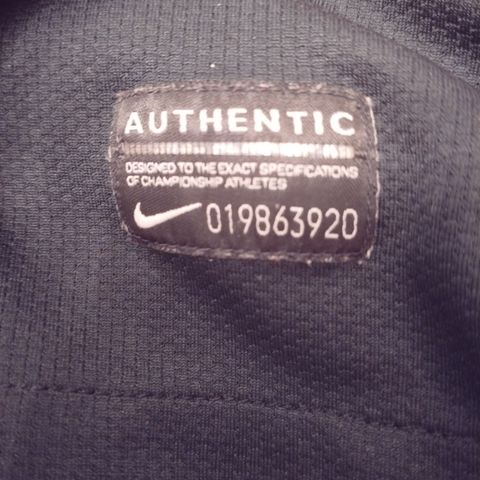 AUTHENTIC
DESIGNED TO THE EXACT SPECIFICATIONS
OF CHAMPIONSHIP ATHLETES
019863920